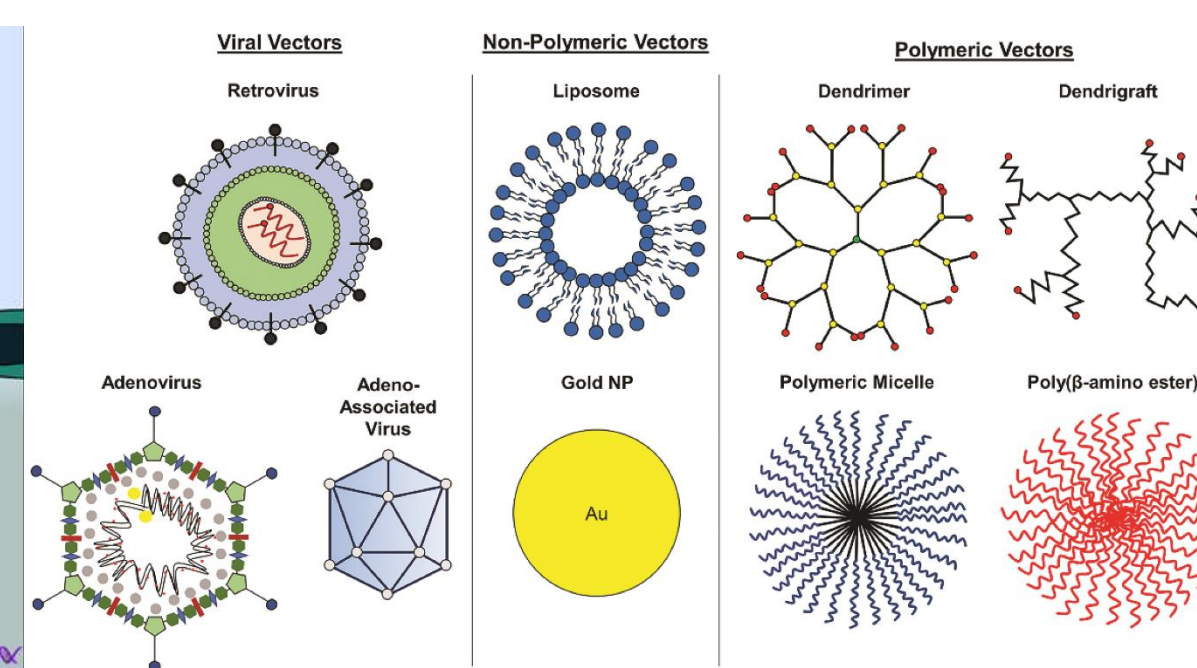 Viral Vectors
Non-Polymeric Vectors
Polymeric Vectors
Retrovirus
Liposome
Dendrimer
Dendrigraft
Adenovirus
Adeno-
Associated
Virus
Gold NP
Polymeric Micelle
Poly(β-amino ester)
Au